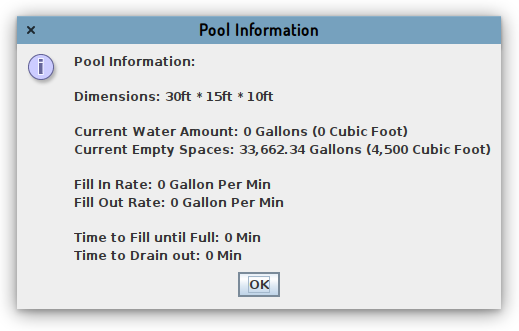 Pool Information
Pool Information:
Dimensions: 30ft * 15ft * 10ft
Current Water Amount: 0 Gallons (0 Cubic Foot)
Current Empty Spaces: 33,662.34 Gallons (4,500 Cubic Foot)
Fill In Rate: 0 Gallon Per Min
Fill Out Rate: 0 Gallon Per Min
Time to Fill until Full: 0 Min
Time to Drain out: 0 Min
OK